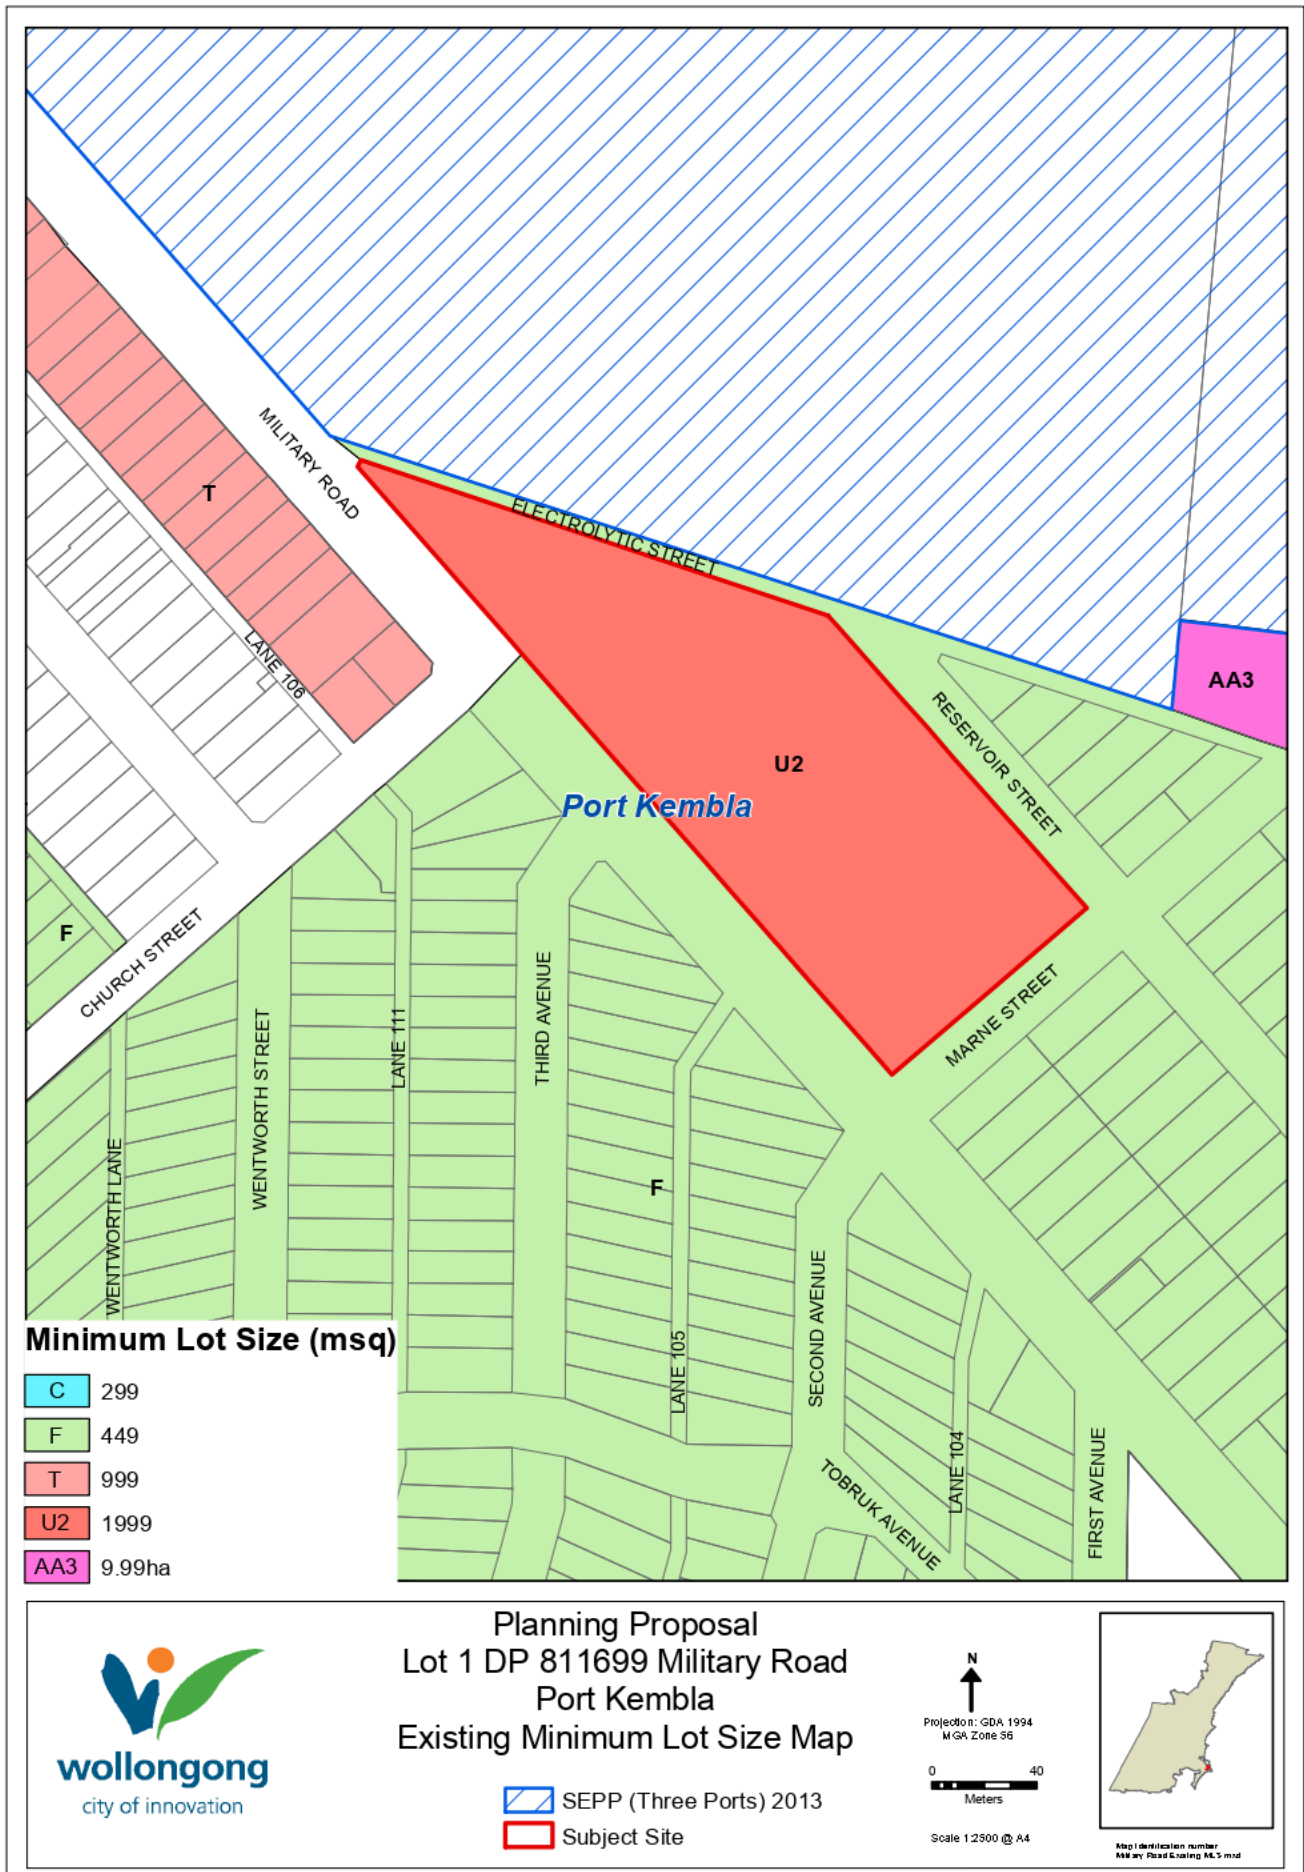 MILITARY ROAD
T
ELECTROLYTIC STREET
LANE 106
AA3
RESERVOIR STREET
U2
Port Kembla
F
CHURCH STREET
MARNE STREET
THIRD AVENUE
WENTWORTH STREET
LANE 111
WENTWORTH LANE
F
SECOND AVENUE
LANE 105
LANE 104
FIRST AVENUE
TOBRUK AVENUE
Minimum Lot Size (msq)
C 299
F 449
T 999
U2 1999
AA3 9.99ha
wollongong
city of innovation
Planning Proposal
Lot 1 DP 811699 Military Road
Port Kembla
Existing Minimum Lot Size Map
SEPP (Three Ports) 2013
Subject Site
N
Projection: GDA 1994
MGA Zone 56
0 40
Meters
Scale 1:2500 @ A4
Map identification number